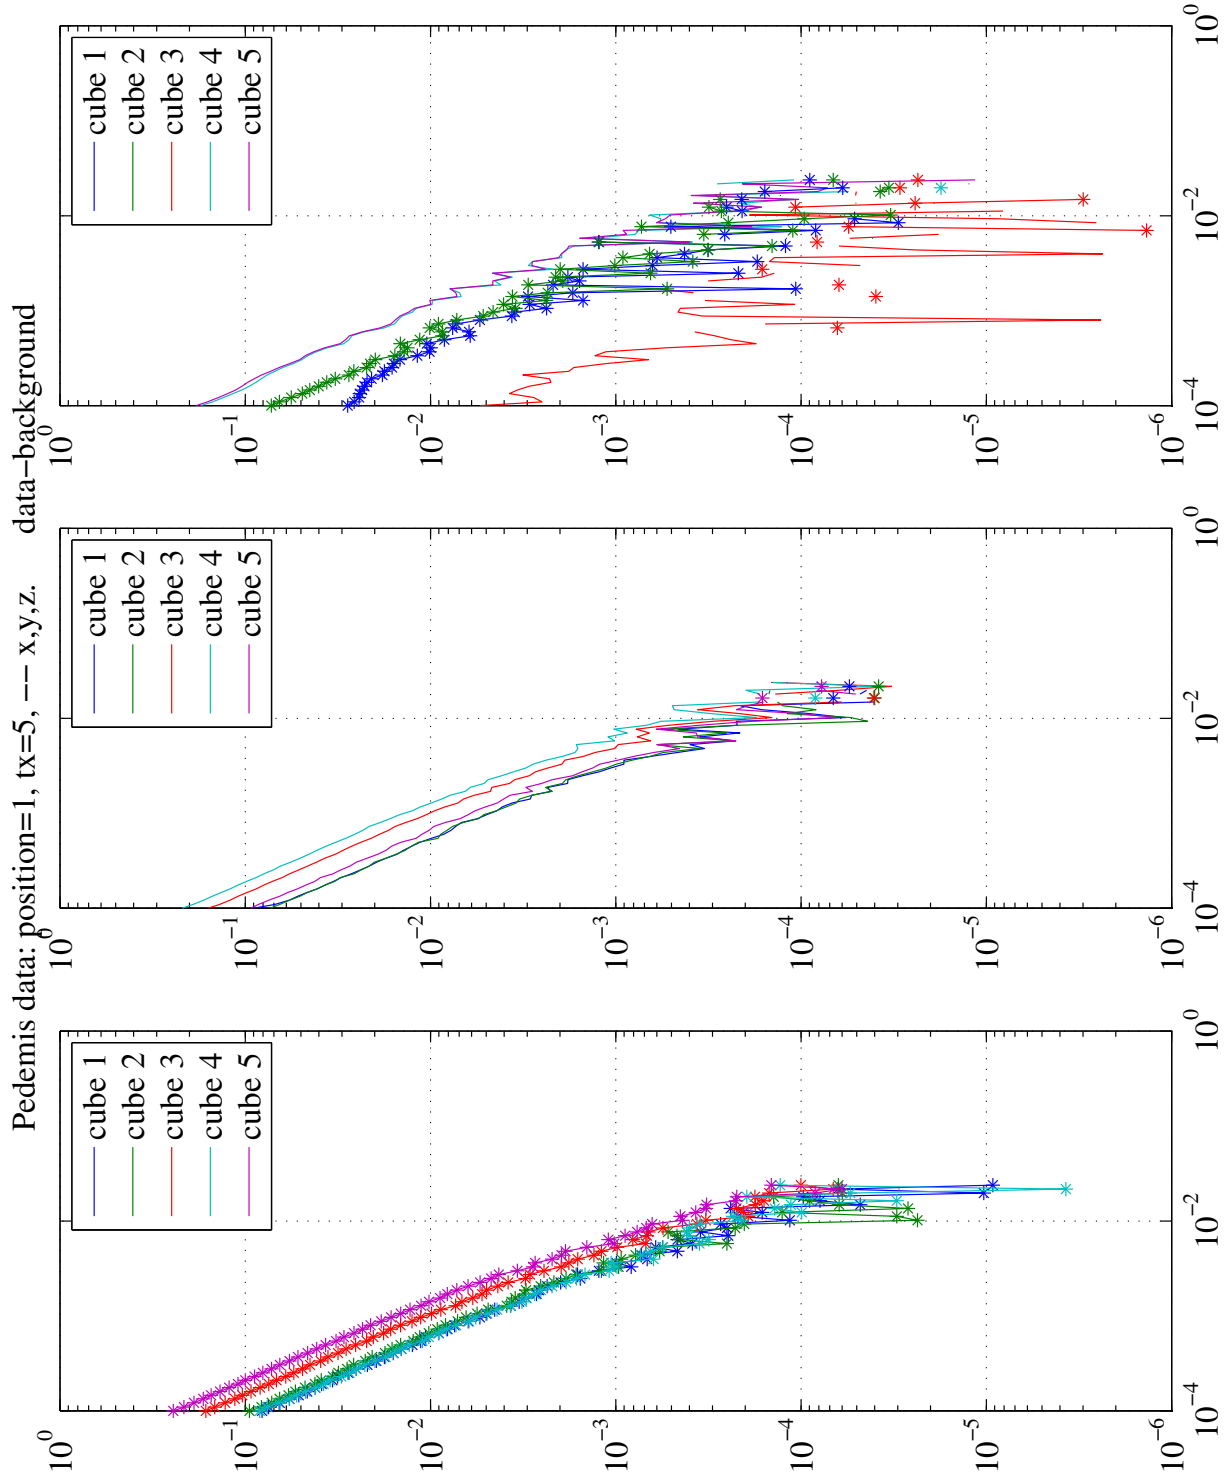 Pedemis data: position=1, tx=5, −− x,y,z. data−background
10^0
10^−1
10^−2
10^−3
10^−4
10^−5
10^−6
10^−4
10^−2
10^0
cube 1
cube 2
cube 3
cube 4
cube 5
10^0
10^−1
10^−2
10^−3
10^−4
10^−5
10^−6
10^−4
10^−2
10^0
cube 1
cube 2
cube 3
cube 4
cube 5
10^0
10^−1
10^−2
10^−3
10^−4
10^−5
10^−6
10^−4
10^−2
10^0
cube 1
cube 2
cube 3
cube 4
cube 5